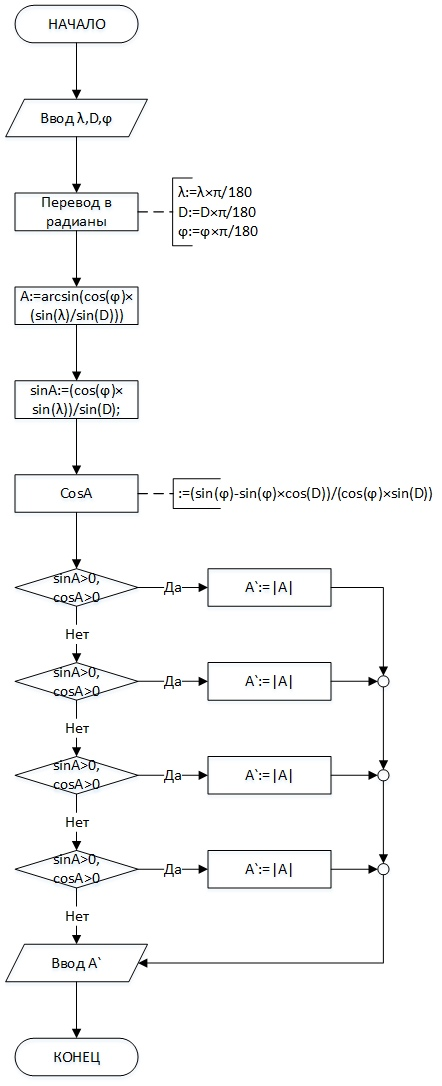 НАЧАЛО
Ввод λ,D,φ
Перевод в
радианы
λ:=λ×π/180
D:=D×π/180
φ:=φ×π/180
A:=arcsin(cos(φ)×
(sin(λ)/sin(D)))
sinA:=(cos(φ)×
sin(λ))/sin(D);
CosA
:=(sin(φ)-sin(φ)×cos(D))/(cos(φ)×sin(D))
sinA>0,
cosA>0
Да
A`:=|A|
Нет
sinA>0,
cosA>0
Да
A`:=|A|
Нет
sinA>0,
cosA>0
Да
A`:=|A|
Нет
sinA>0,
cosA>0
Да
A`:=|A|
Нет
Ввод A`
КОНЕЦ